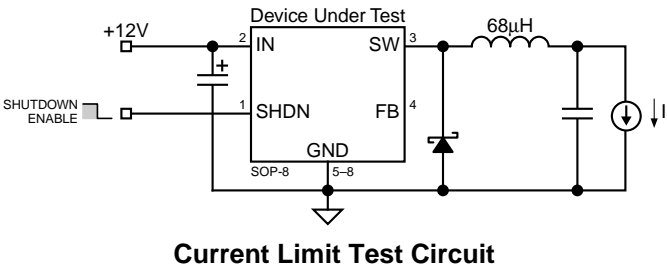 Device Under Test
+12V
68μH
2
IN
SW
3
+
SHUTDOWN
ENABLE
1
SHDN
FB
4
I
GND
SOP-8
5–8
Current Limit Test Circuit